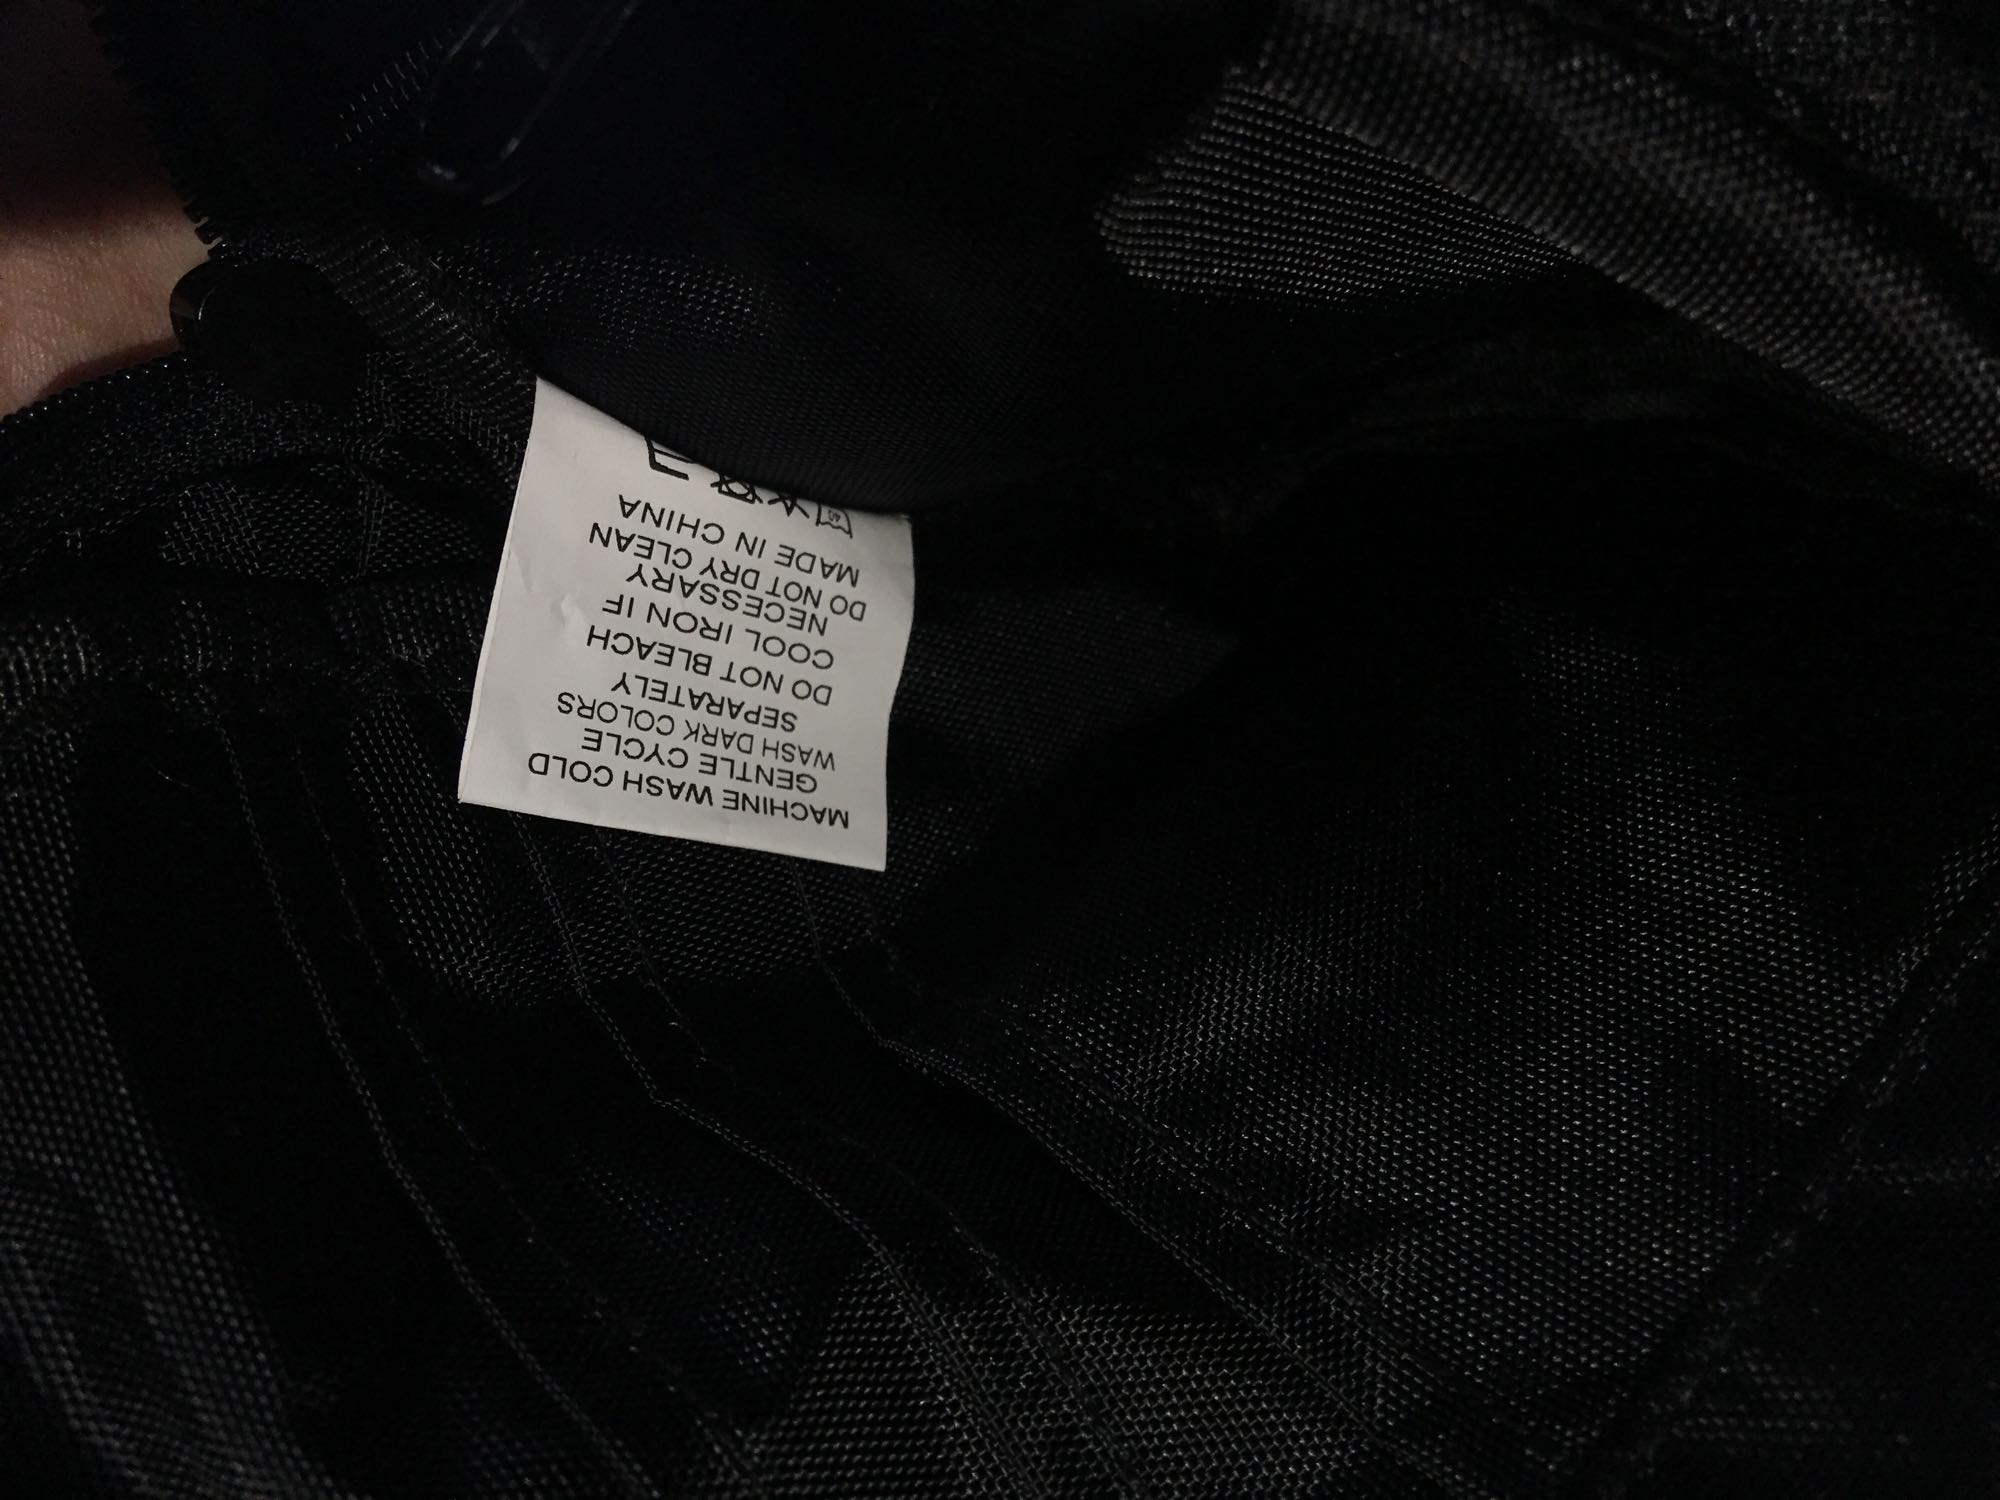 MACHINE WASH COLD
GENTLE CYCLE
WASH DARK COLORS
SEPARATELY
DO NOT BLEACH
COOL IRON IF
NECESSARY
DO NOT DRY CLEAN
MADE IN CHINA
40